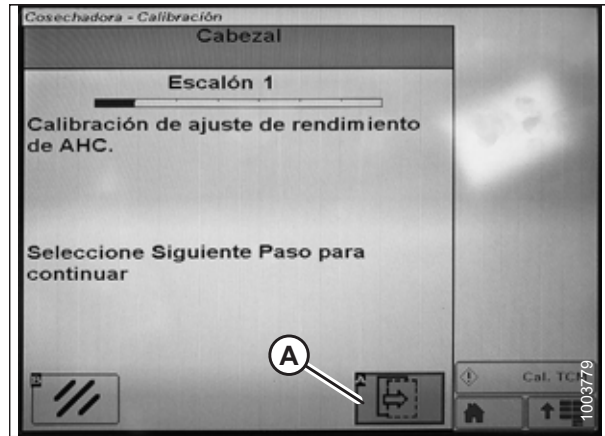 Cosechadora - Calibración
Cabezal
Escalón 1
Calibración de ajuste de rendimiento
de AHC.
Seleccione Siguiente Paso para
continuar
A
Cal. TCM
1003779